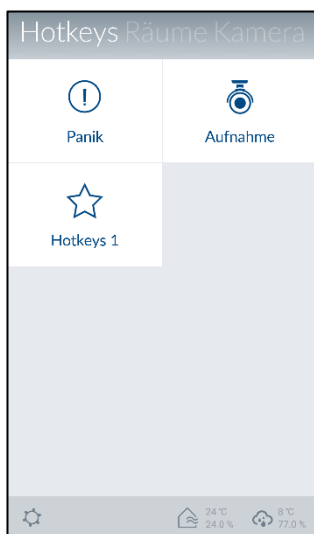 Hotkeys Räume Kamera
Panik
Aufnahme
Hotkeys 1
24 °C
24.0 %
8 °C
77.0 %